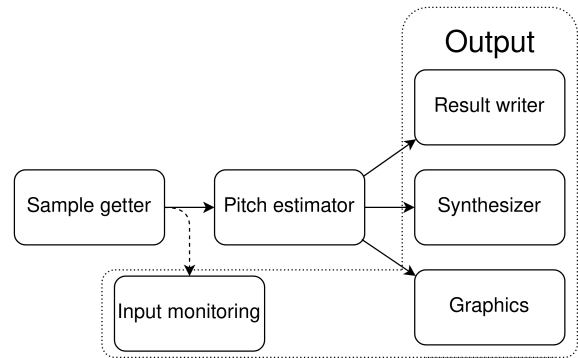 Output
Result writer
Sample getter
Pitch estimator
Synthesizer
Input monitoring
Graphics